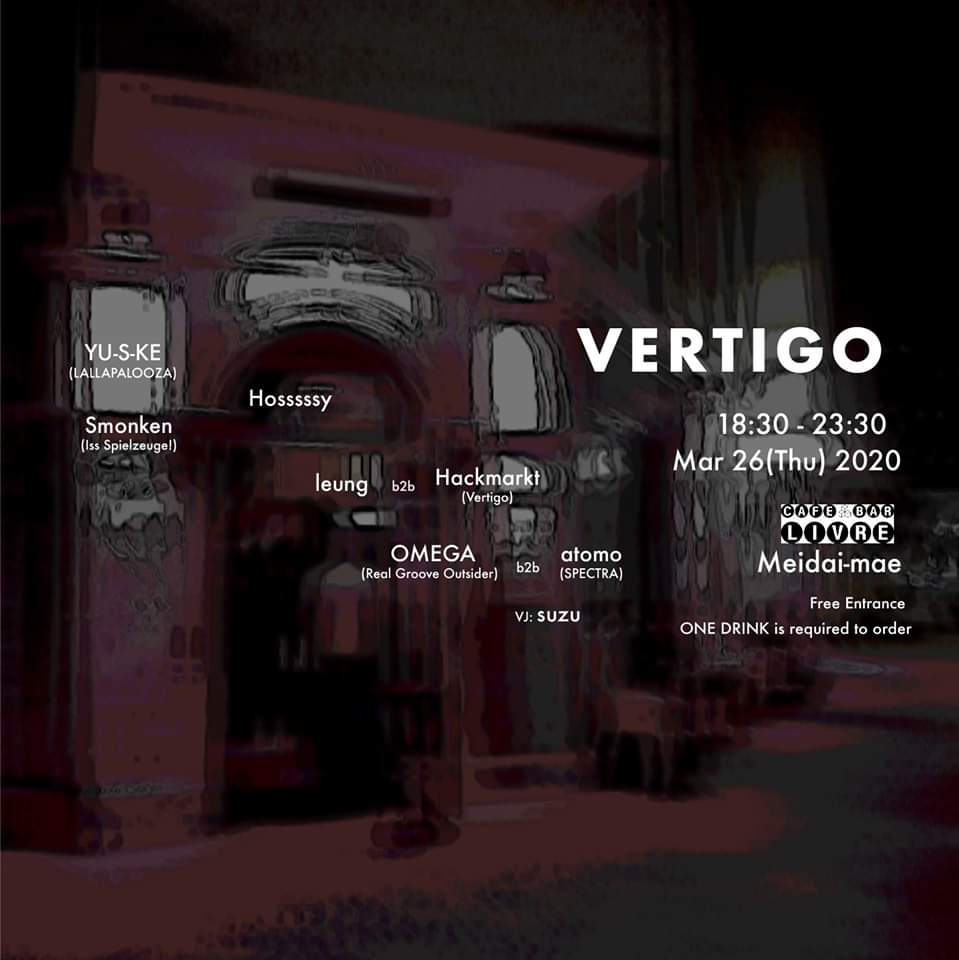 VERTIGO
18:30 - 23:30
Mar 26(Thu) 2020
CAFE BAR
LIVRE
Meidai-mae
Free Entrance
ONE DRINK is required to order
YU-S-KE
(LALLAPALOOZA)
Smonken
(Iss Spielzeuge!)
Hosssssy
leung b2b Hackmarkt
(Vertigo)
OMEGA b2b atomo
(Real Groove Outsider) (SPECTRA)
VJ: SUZU